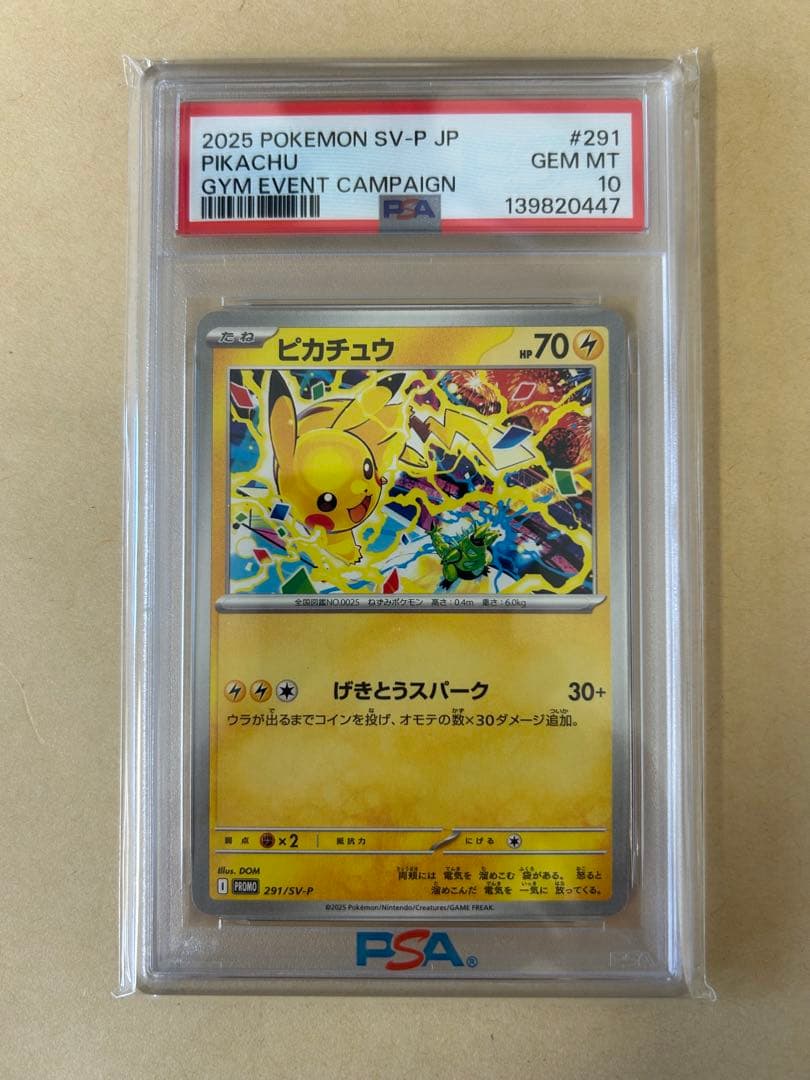 2025 POKEMON SV-P JP #291
PIKACHU GEM MT
GYM EVENT CAMPAIGN 10
PSA 139820447
たね
ピカチュウ HP70
全国図鑑NO.0025 ねずみポケモン 高さ:0.4m 重さ:6.0kg
げきとうスパーク 30+
ウラが出るまでコインを投げ、オモテの数×30ダメージ追加。
弱点 ×2 抵抗力 にげる
Illus. DOM
両頬には 電気を 溜めこむ 袋がある。 怒ると
溜めこんだ 電気を 一気に 放ってくる。
I PROMO 291/SV-P
©2025 Pokémon/Nintendo/Creatures/GAME FREAK.
PSA®
PSA